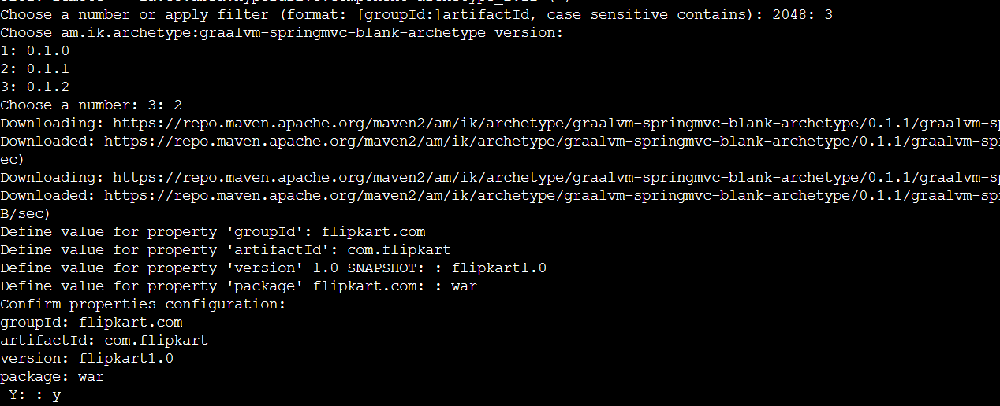 Choose a number or apply filter (format: [groupId:]artifactId, case sensitive contains): 2048: 3
Choose am.ik.archetype:graalvm-springmvc-blank-archetype version:
1: 0.1.0
2: 0.1.1
3: 0.1.2
Choose a number: 3: 2
Downloading: https://repo.maven.apache.org/maven2/am/ik/archetype/graalvm-springmvc-blank-archetype/0.1.1/graalvm-sp
Downloaded: https://repo.maven.apache.org/maven2/am/ik/archetype/graalvm-springmvc-blank-archetype/0.1.1/graalvm-spr
ec)
Downloading: https://repo.maven.apache.org/maven2/am/ik/archetype/graalvm-springmvc-blank-archetype/0.1.1/graalvm-sp
Downloaded: https://repo.maven.apache.org/maven2/am/ik/archetype/graalvm-springmvc-blank-archetype/0.1.1/graalvm-spr
B/sec)
Define value for property 'groupId': flipkart.com
Define value for property 'artifactId': com.flipkart
Define value for property 'version' 1.0-SNAPSHOT: : flipkart1.0
Define value for property 'package' flipkart.com: : war
Confirm properties configuration:
groupId: flipkart.com
artifactId: com.flipkart
version: flipkart1.0
package: war
 Y: : y